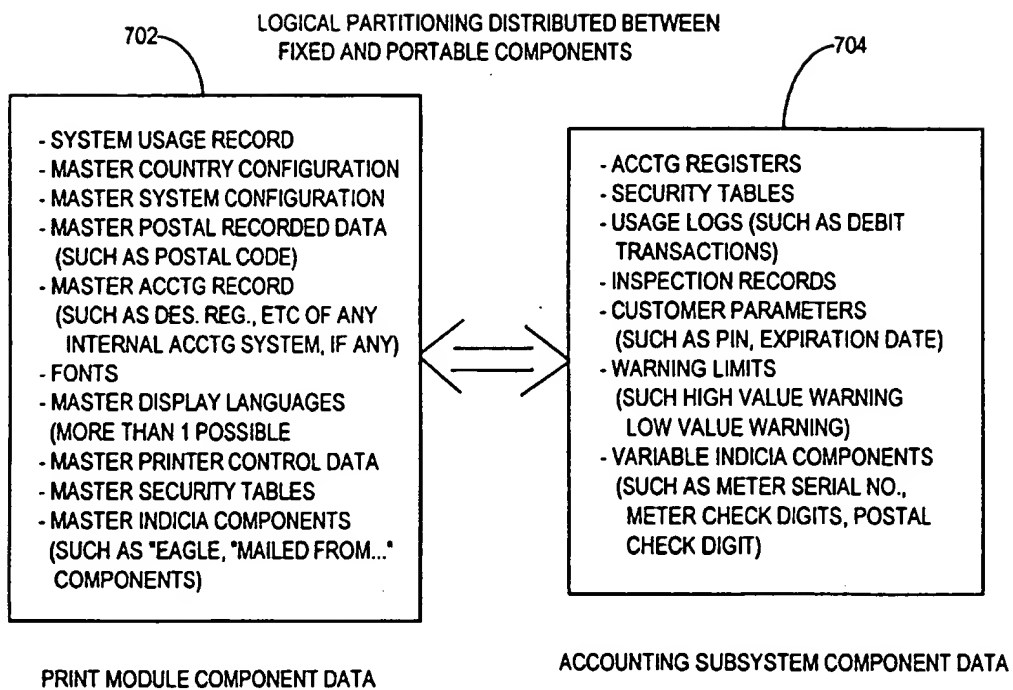 LOGICAL PARTITIONING DISTRIBUTED BETWEEN
FIXED AND PORTABLE COMPONENTS
702
704
- SYSTEM USAGE RECORD
- MASTER COUNTRY CONFIGURATION
- MASTER SYSTEM CONFIGURATION
- MASTER POSTAL RECORDED DATA
(SUCH AS POSTAL CODE)
- MASTER ACCTG RECORD
(SUCH AS DES. REG., ETC OF ANY
INTERNAL ACCTG SYSTEM, IF ANY)
- FONTS
- MASTER DISPLAY LANGUAGES
(MORE THAN 1 POSSIBLE
- MASTER PRINTER CONTROL DATA
- MASTER SECURITY TABLES
- MASTER INDICIA COMPONENTS
(SUCH AS "EAGLE, "MAILED FROM..."
COMPONENTS)
- ACCTG REGISTERS
- SECURITY TABLES
- USAGE LOGS (SUCH AS DEBIT
TRANSACTIONS)
- INSPECTION RECORDS
- CUSTOMER PARAMETERS
(SUCH AS PIN, EXPIRATION DATE)
- WARNING LIMITS
(SUCH HIGH VALUE WARNING
LOW VALUE WARNING)
- VARIABLE INDICIA COMPONENTS
(SUCH AS METER SERIAL NO.,
METER CHECK DIGITS, POSTAL
CHECK DIGIT)
PRINT MODULE COMPONENT DATA
ACCOUNTING SUBSYSTEM COMPONENT DATA